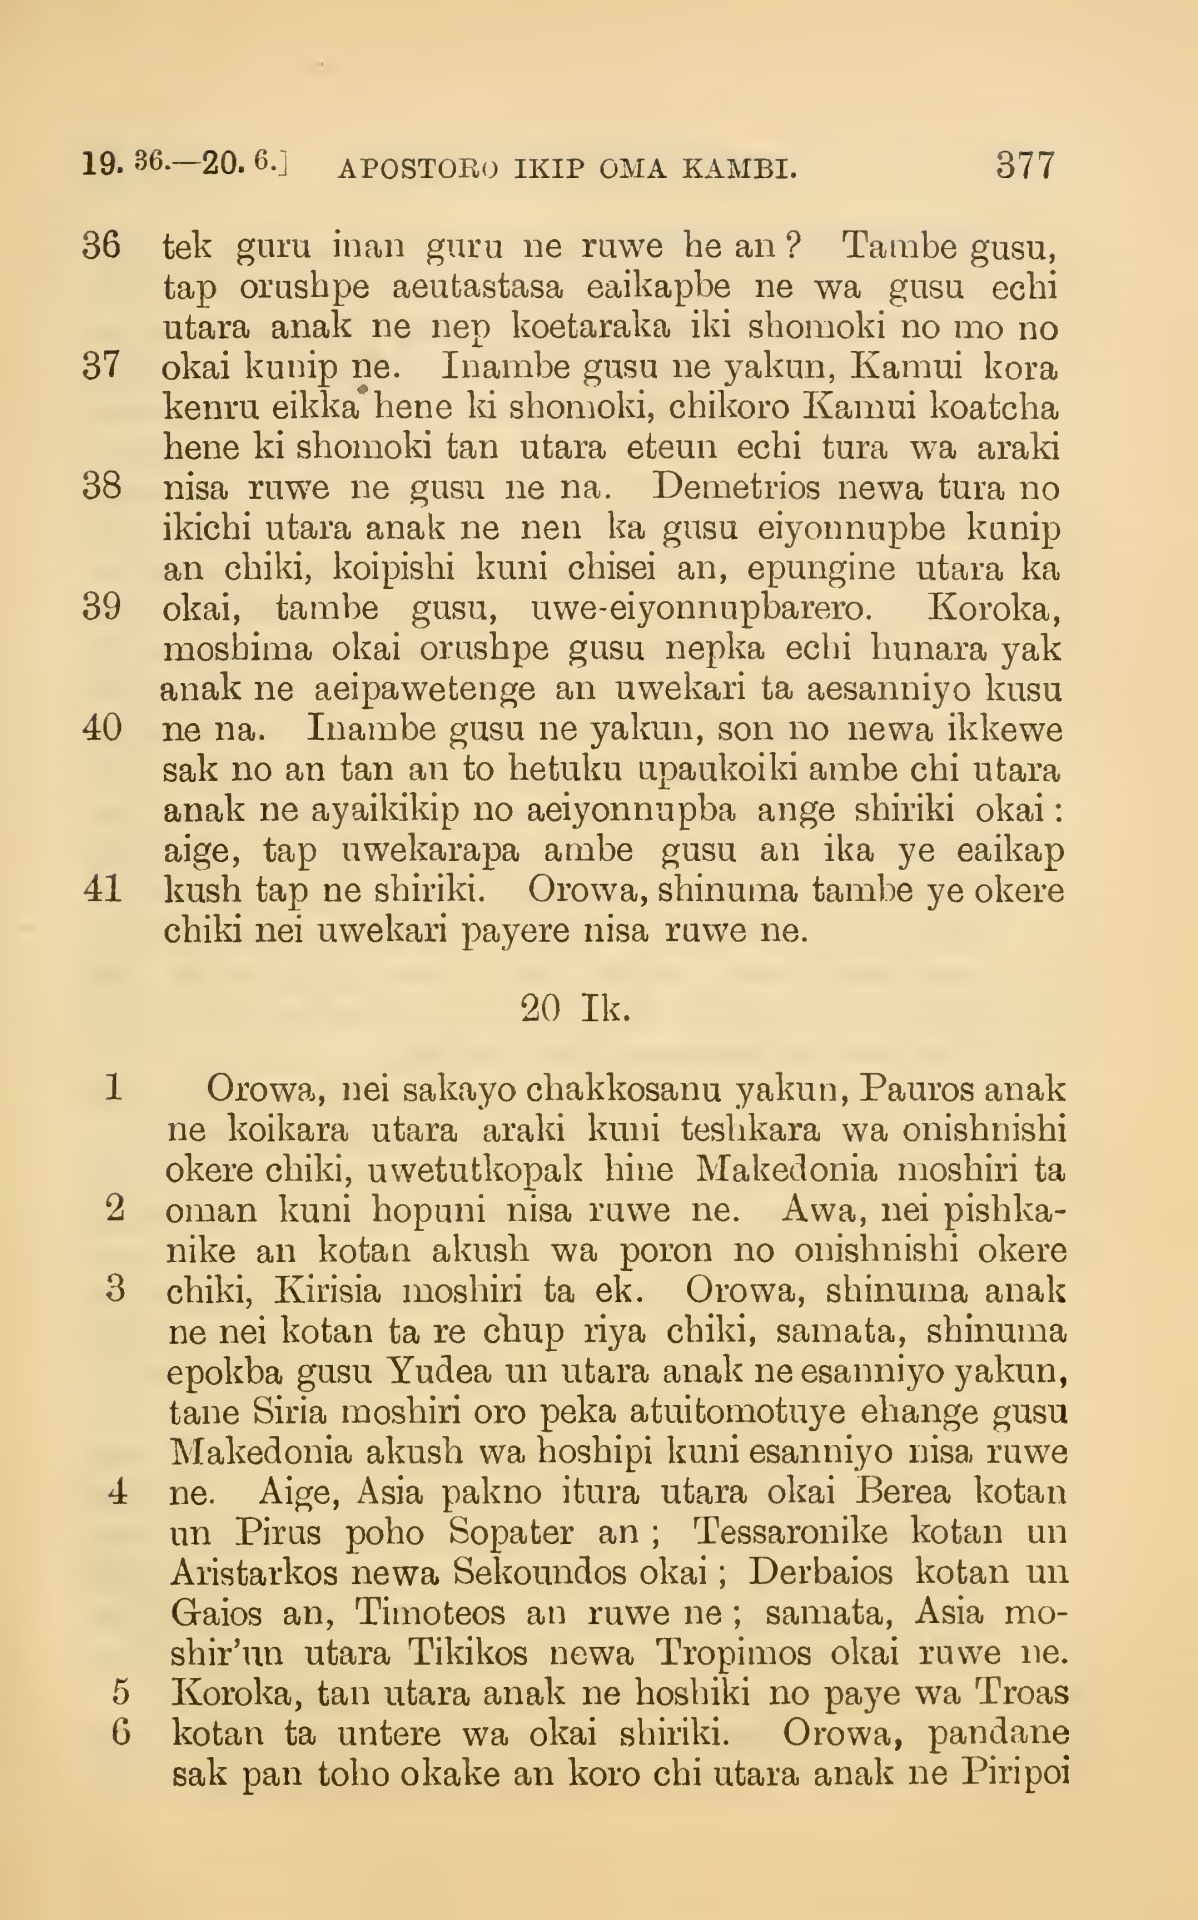 19. 36.—20. 6.] APOSTORO IKIP OMA KAMBI. 377
36 tek guru inan guru ne ruwe he an? Tambe gusu,
tap orushpe aeutastasa eaikapbe ne wa gusu echi
utara anak ne nep koetaraka iki shomoki no mo no
37 okai kunip ne. Inambe gusu ne yakun, Kamui kora
kenru eikka hene ki shomoki, chikoro Kamui koatcha
hene ki shomoki tan utara eteun echi tura wa araki
38 nisa ruwe ne gusu ne na. Demetrios newa tura no
ikichi utara anak ne nen ka gusu eiyonnupbe kunip
an chiki, koipishi kuni chisei an, epungine utara ka
39 okai, tambe gusu, uwe-eiyonnupbarero. Koroka,
moshima okai orushpe gusu nepka echi hunara yak
anak ne aeipawetenge an uwekari ta aesanniyo kusu
40 ne na. Inambe gusu ne yakun, son no newa ikkewe
sak no an tan an to hetuku upaukoiki ambe chi utara
anak ne ayaikikip no aeiyonnupba ange shiriki okai:
aige, tap uwekarapa ambe gusu an ika ye eaikap
41 kush tap ne shiriki. Orowa, shinuma tambe ye okere
chiki nei uwekari payere nisa ruwe ne.
20 Ik.
1 Orowa, nei sakayo chakkosanu yakun, Pauros anak
ne koikara utara araki kuni teshkara wa onishnishi
okere chiki, uwetutkopak hine Makedonia moshiri ta
2 oman kuni hopuni nisa ruwe ne. Awa, nei pishka-
nike an kotan akush wa poron no onishnishi okere
3 chiki, Kirisia moshiri ta ek. Orowa, shinuma anak
ne nei kotan ta re chup riya chiki, samata, shinuma
epokba gusu Yudea un utara anak ne esanniyo yakun,
tane Siria moshiri oro peka atuitomotuye ehange gusu
Makedonia akush wa hoshipi kuni esanniyo nisa ruwe
4 ne. Aige, Asia pakno itura utara okai Berea kotan
un Pirus poho Sopater an; Tessaronike kotan un
Aristarkos newa Sekoundos okai; Derbaios kotan un
Gaios an, Timoteos an ruwe ne; samata, Asia mo-
shir'un utara Tikikos newa Tropimos okai ruwe ne.
5 Koroka, tan utara anak ne hoshiki no paye wa Troas
6 kotan ta untere wa okai shiriki. Orowa, pandane
sak pan toho okake an koro chi utara anak ne Piripoi